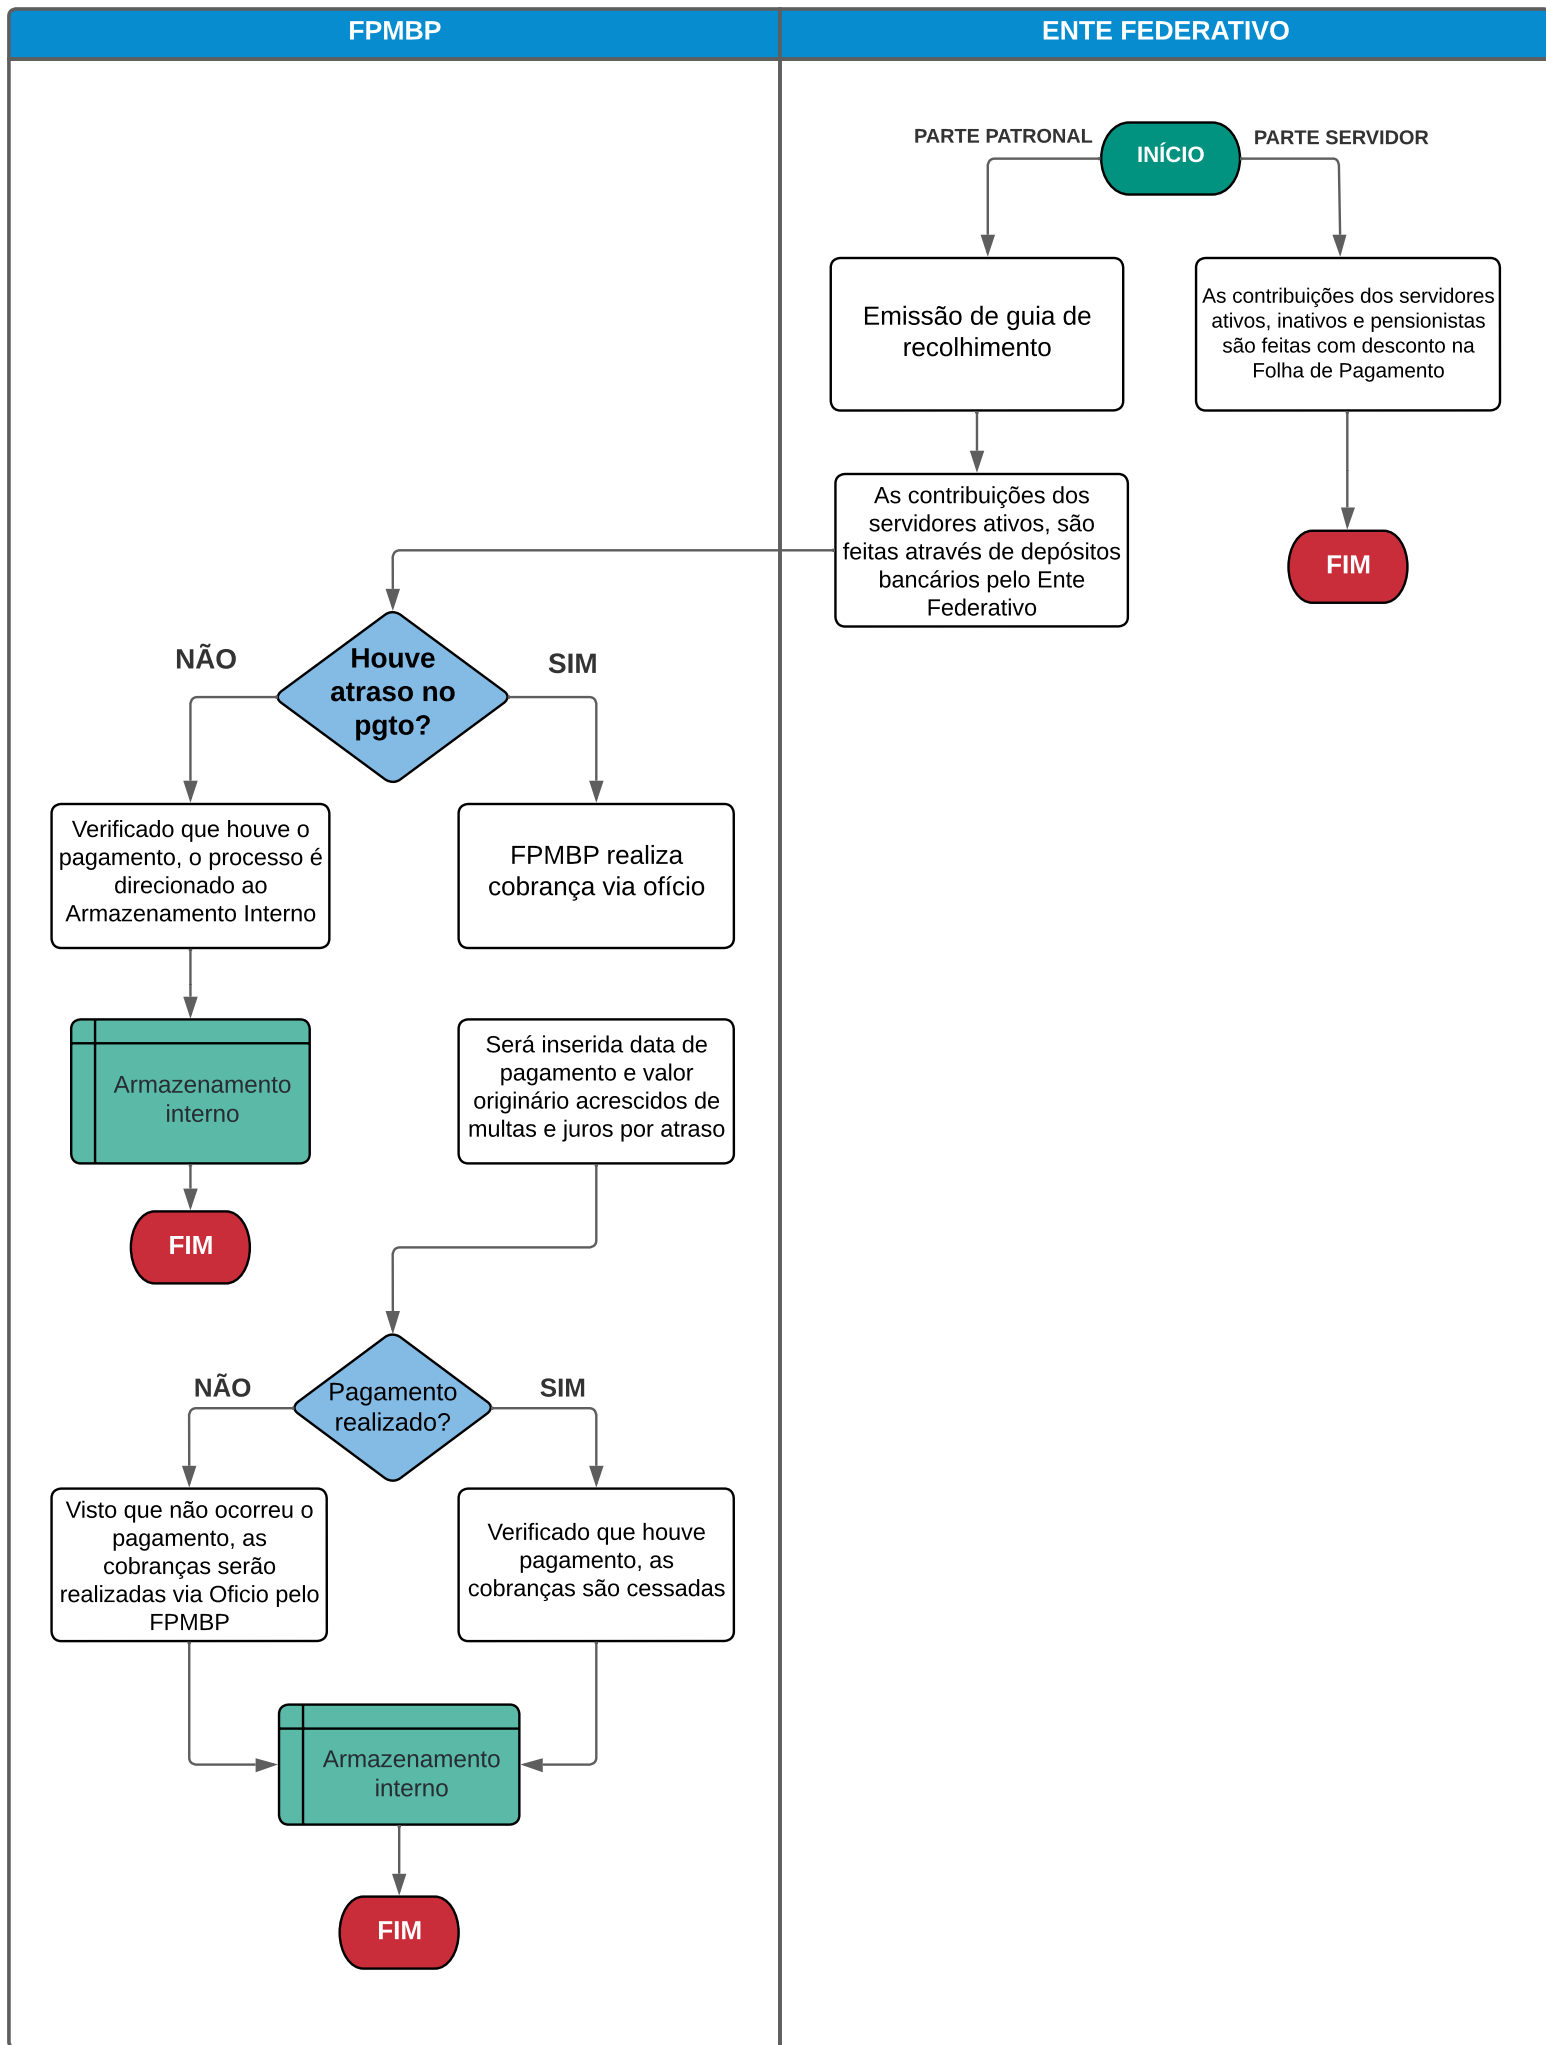 FPMBP
ENTE FEDERATIVO
PARTE PATRONAL
INÍCIO
PARTE SERVIDOR
Emissão de guia de
recolhimento
As contribuições dos servidores
ativos, inativos e pensionistas
são feitas com desconto na
Folha de Pagamento
As contribuições dos
servidores ativos, são
feitas através de depósitos
bancários pelo Ente
Federativo
FIM
NÃO
Houve
atraso no
pgto?
SIM
Verificado que houve o
pagamento, o processo é
direcionado ao
Armazenamento Interno
FPMBP realiza
cobrança via ofício
Armazenamento
interno
Será inserida data de
pagamento e valor
originário acrescidos de
multas e juros por atraso
FIM
NÃO
Pagamento
realizado?
SIM
Visto que não ocorreu o
pagamento, as
cobranças serão
realizadas via Oficio pelo
FPMBP
Verificado que houve
pagamento, as
cobranças são cessadas
Armazenamento
interno
FIM